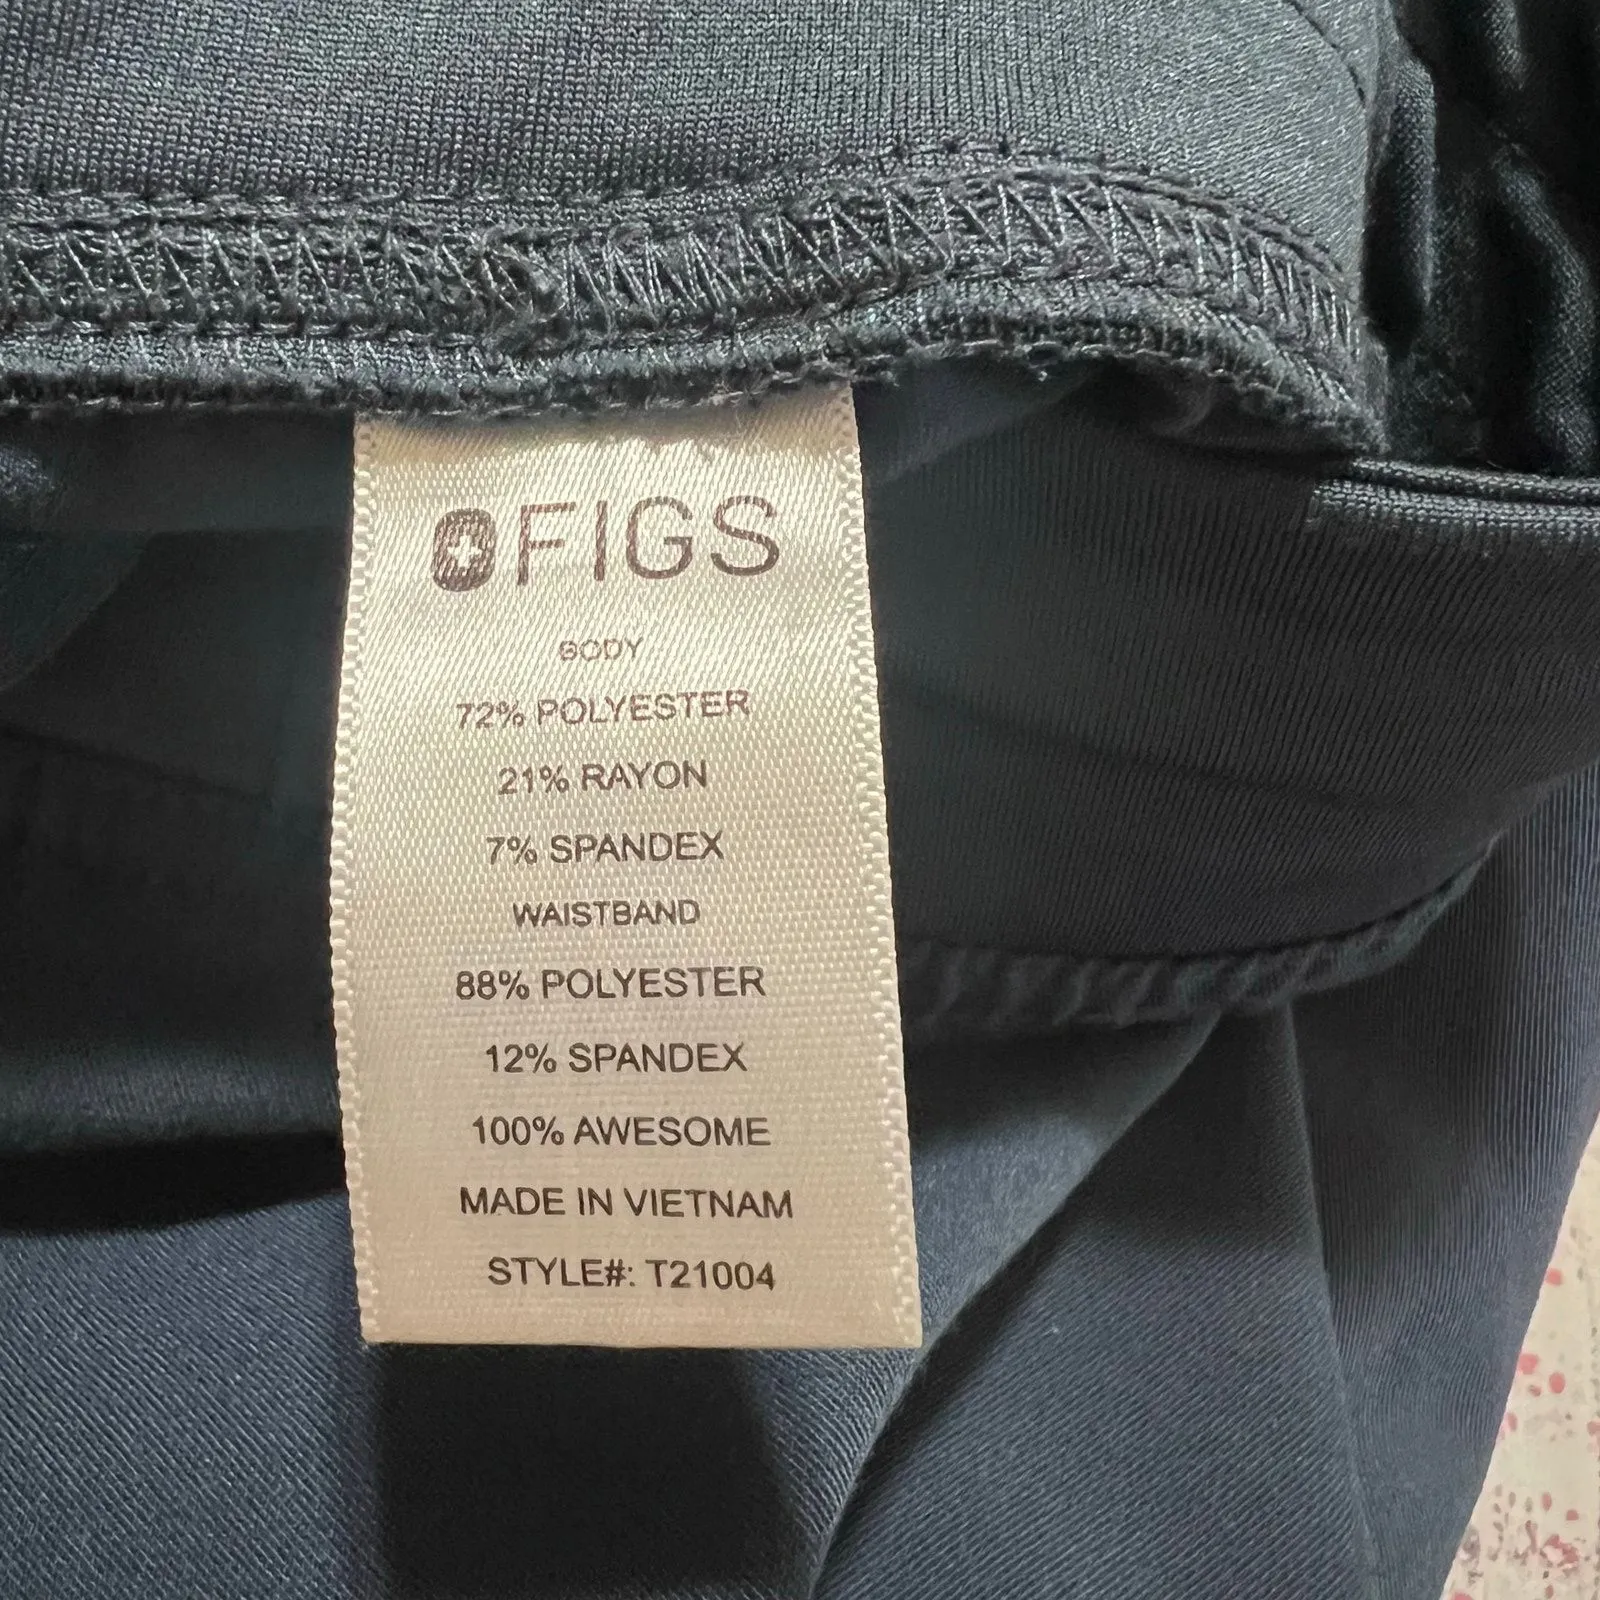 FIGS
BODY
72% POLYESTER
21% RAYON
7% SPANDEX
WAISTBAND
88% POLYESTER
12% SPANDEX
100% AWESOME
MADE IN VIETNAM
STYLE#: T21004